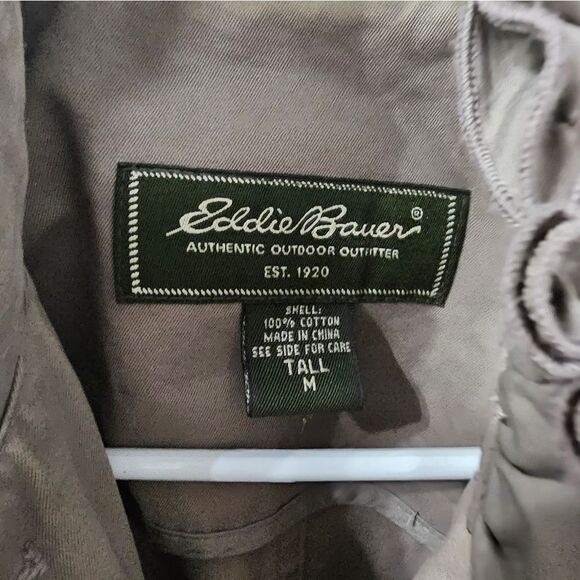 Eddie Bauer®
AUTHENTIC OUTDOOR OUTFITTER
EST. 1920
SHELL:
100% COTTON
MADE IN CHINA
SEE SIDE FOR CARE
TALL
M